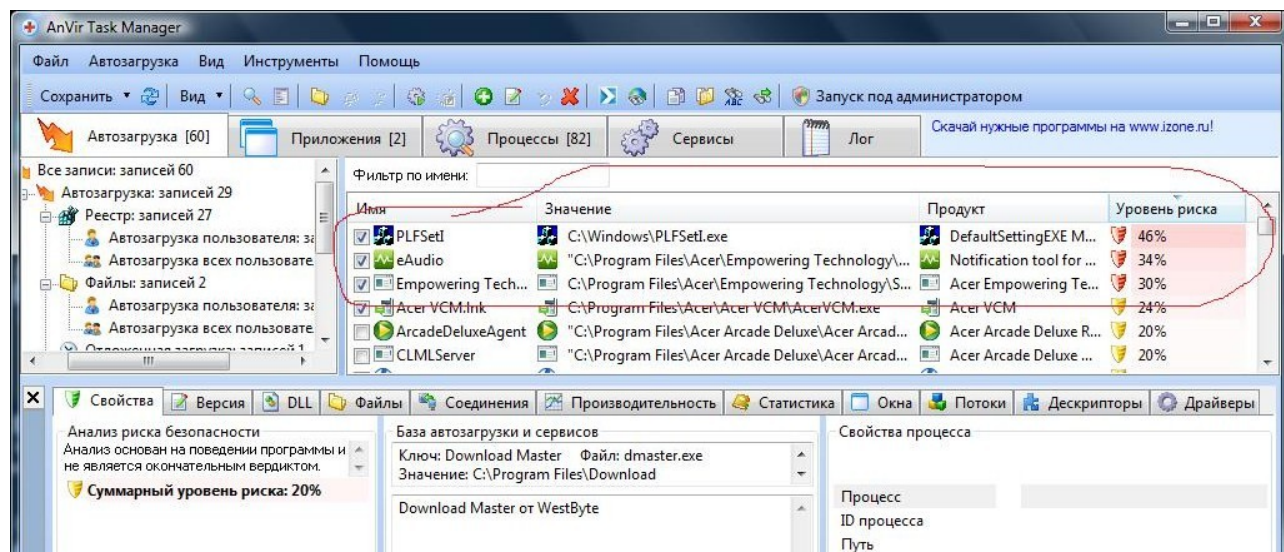 AnVir Task Manager
Файл Автозагрузка Вид Инструменты Помощь
Сохранить Вид Запуск под администратором
Автозагрузка [60] Приложения [2] Процессы [82] Сервисы Лог Скачай нужные программы на www.izone.ru!
Все записи: записей 60
Автозагрузка: записей 29
Реестр: записей 27
Автозагрузка пользователя: за
Автозагрузка всех пользовате
Файлы: записей 2
Автозагрузка пользователя: за
Автозагрузка всех пользовате
Отложенная загрузка: записей 1
Фильтр по имени:
Имя Значение Продукт Уровень риска
PLFSetI C:\Windows\PLFSetI.exe DefaultSettingEXE M... 46%
eAudio "C:\Program Files\Acer\Empowering Technology\... Notification tool for ... 34%
Empowering Tech... C:\Program Files\Acer\Empowering Technology\S... Acer Empowering Te... 30%
Acer VCM.lnk C:\Program Files\Acer\Acer VCM\AcerVCM.exe Acer VCM 24%
ArcadeDeluxeAgent "C:\Program Files\Acer Arcade Deluxe\Acer Arcad... Acer Arcade Deluxe R... 20%
CLMLServer "C:\Program Files\Acer Arcade Deluxe\Acer Arcad... Acer Arcade Deluxe ... 20%
Свойства Версия DLL Файлы Соединения Производительность Статистика Окна Потоки Дескрипторы Драйверы
Анализ риска безопасности
Анализ основан на поведении программы и
не является окончательным вердиктом.
Суммарный уровень риска: 20%
База автозагрузки и сервисов
Ключ: Download Master Файл: dmaster.exe
Значение: C:\Program Files\Download
Download Master от WestByte
Свойства процесса
Процесс
ID процесса
Путь